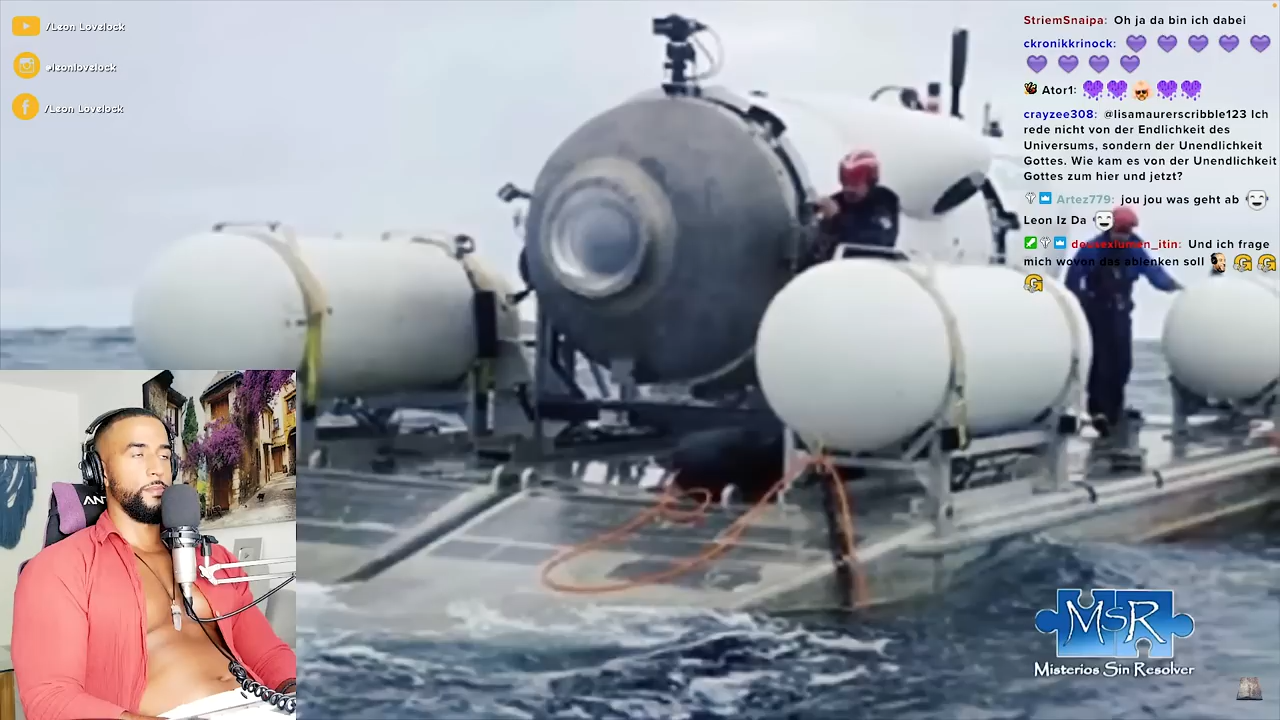 /Leon Lovelock
@leonlovelock
/Leon Lovelock
StriemSnaipa: Oh ja da bin ich dabei
ckronikkrinock:
Ator1:
crayzee308: @lisamaurerscribble123 Ich
rede nicht von der Endlichkeit des
Universums, sondern der Unendlichkeit
Gottes. Wie kam es von der Unendlichkeit
Gottes zum hier und jetzt?
Artez779: jou jou was geht ab
Leon Iz Da
Und ich frage
mich wovon das ablenken soll
AN
MSR
Misterios Sin Resolver